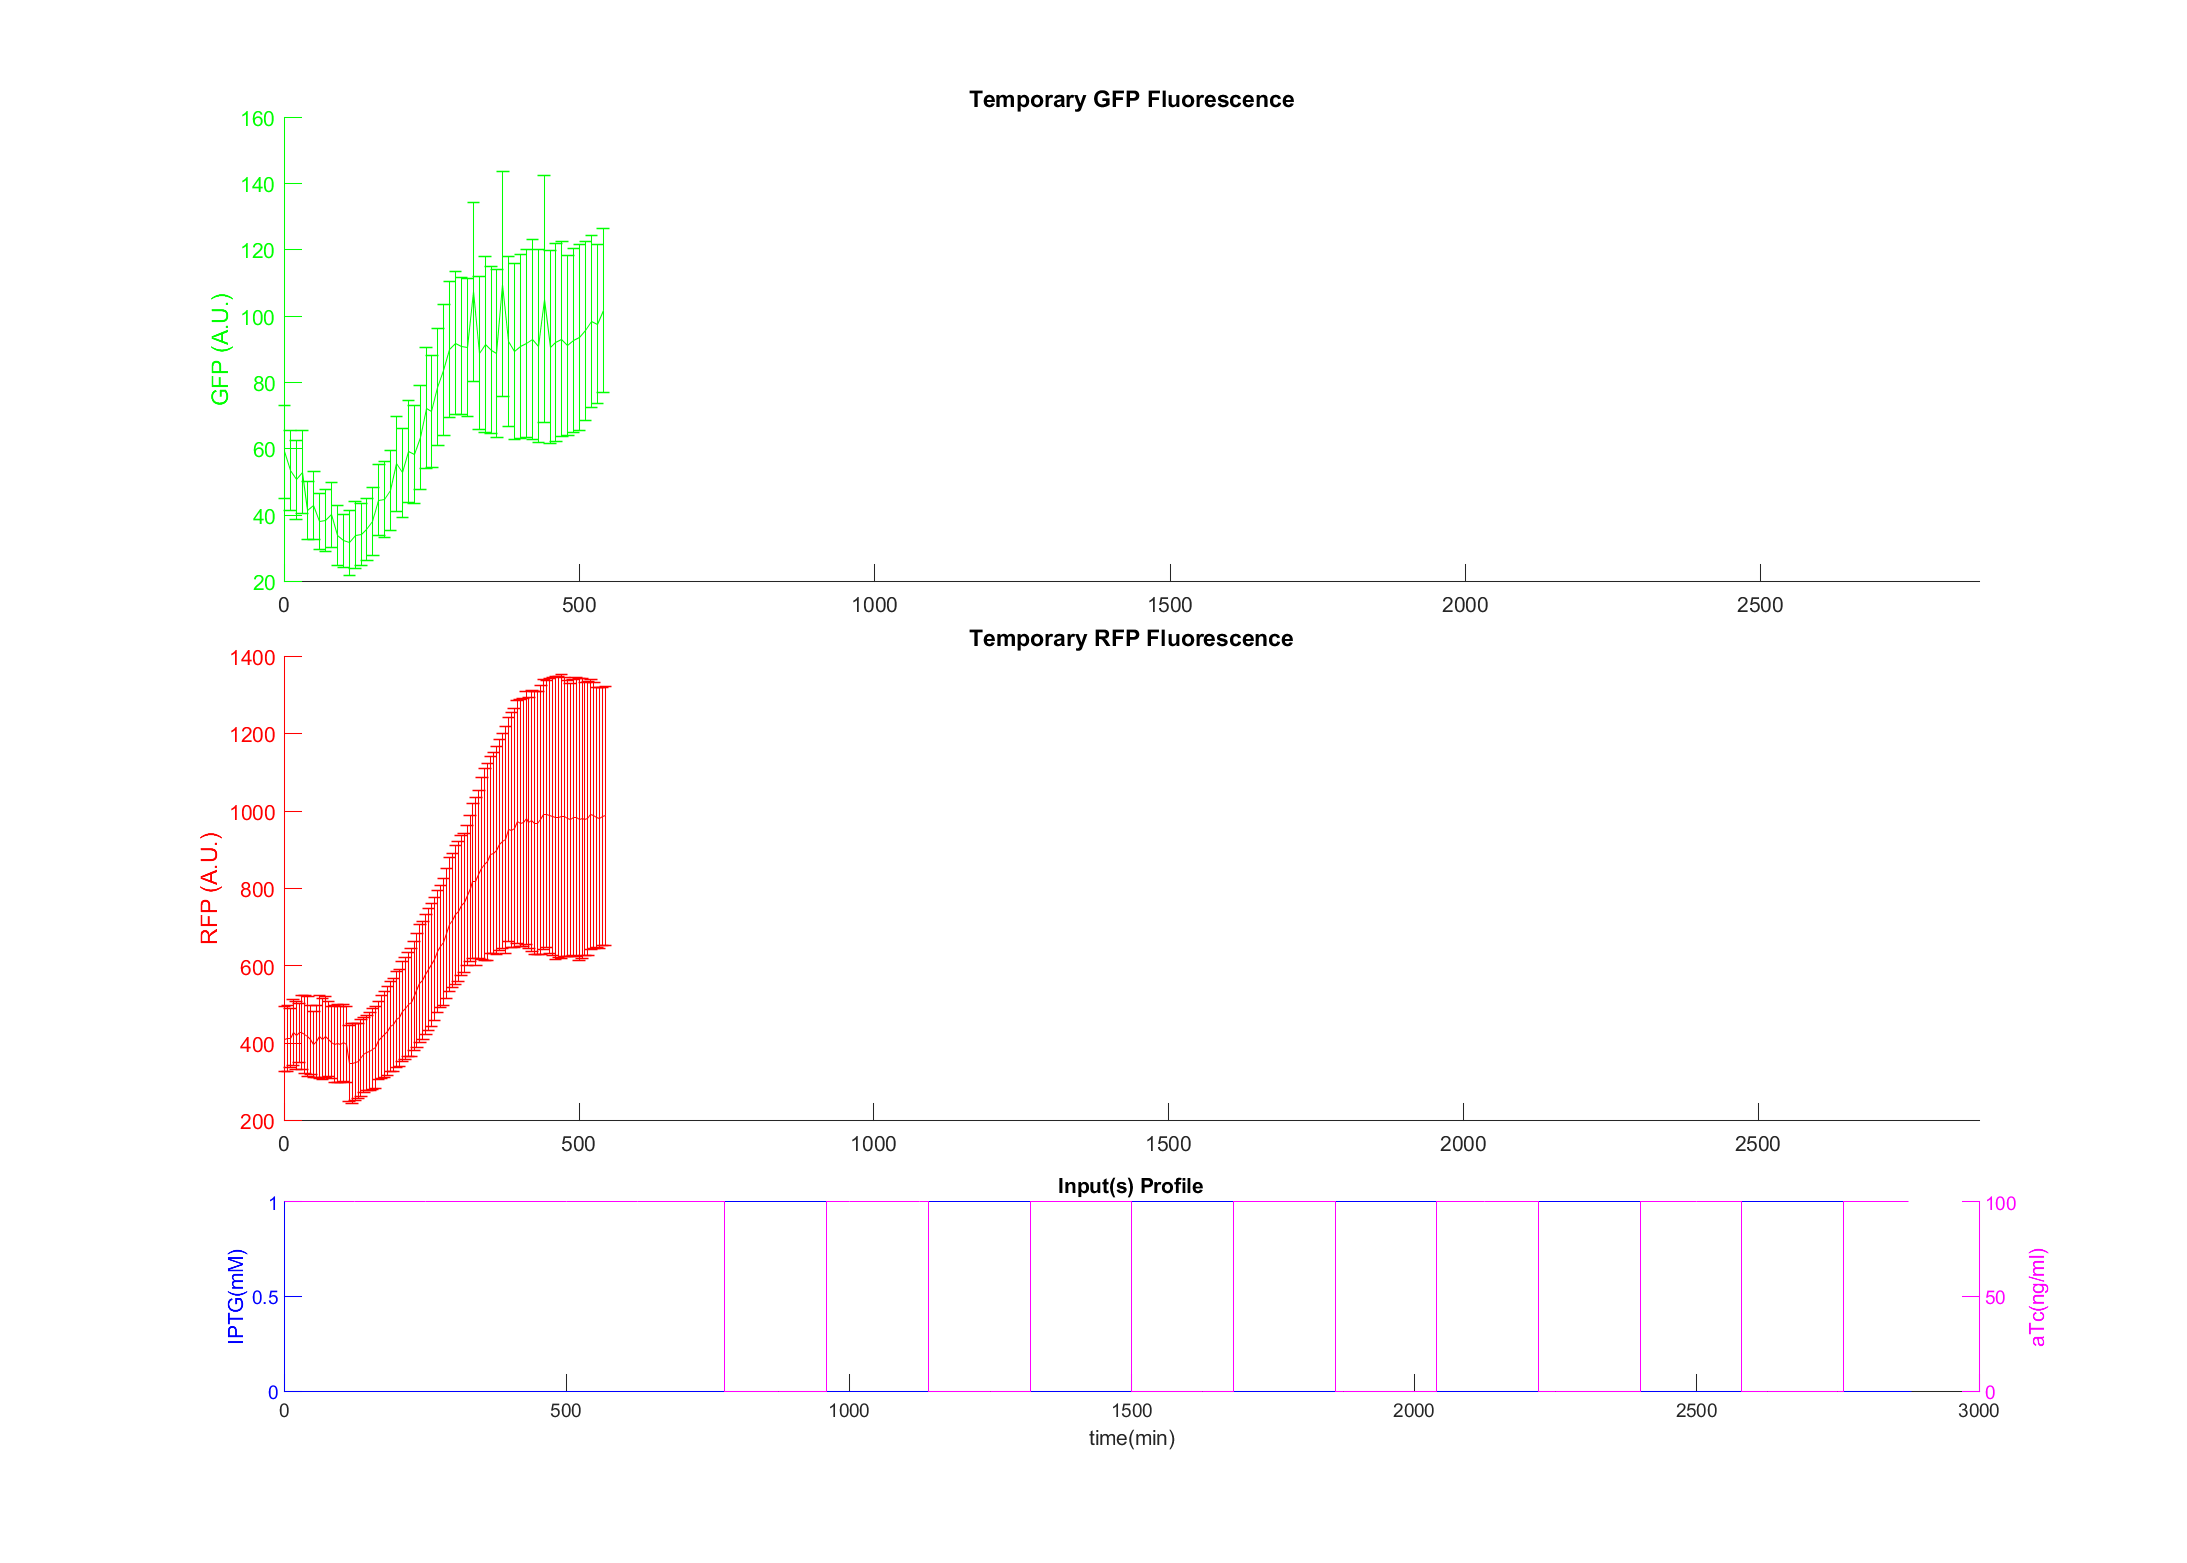 Temporary GFP Fluorescence
160
140
120
100
80
60
40
20
GFP (A.U.)
0 500 1000 1500 2000 2500
Temporary RFP Fluorescence
1400
1200
1000
800
600
400
200
RFP (A.U.)
0 500 1000 1500 2000 2500
Input(s) Profile
1
0.5
0
IPTG(mM)
100
50
0
aTc(ng/ml)
0 500 1000 1500 2000 2500 3000
time(min)